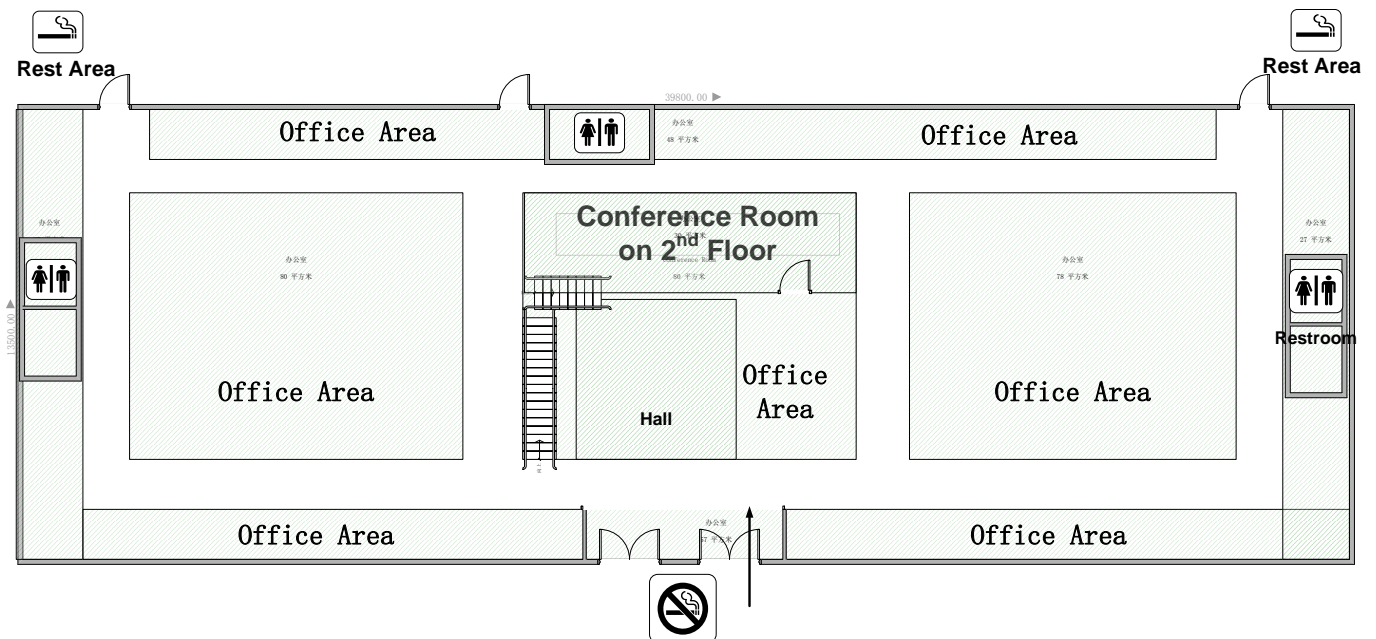 Rest Area
Rest Area
39800.00
Office Area
办公室
48 平方米
Office Area
办公室
Conference Room
on 2nd Floor
Conference Room
80 平方米
办公室
27 平方米
办公室
80 平方米
办公室
78 平方米
13500.00
Restroom
Office Area
Office
Area
Office Area
Hall
Office Area
办公室
57 平方米
Office Area